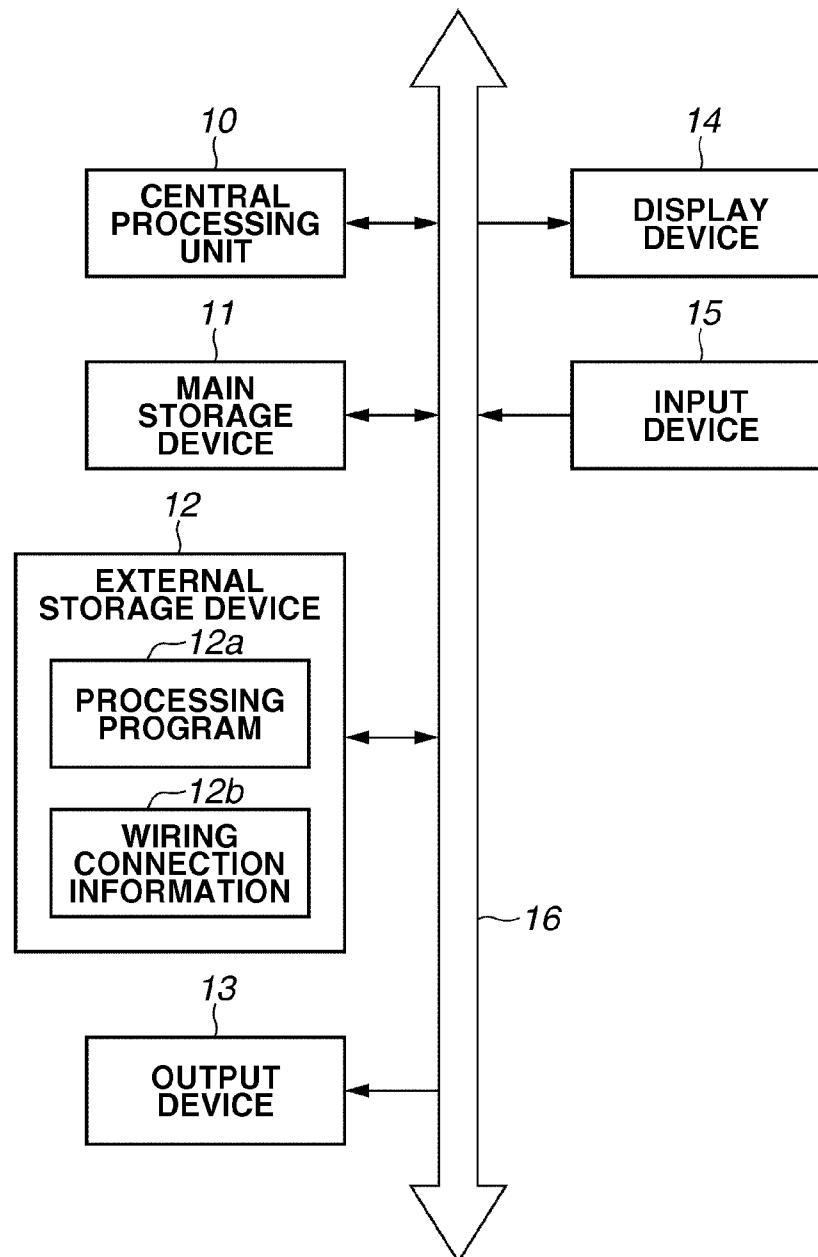 10
CENTRAL
PROCESSING
UNIT
14
DISPLAY
DEVICE
11
MAIN
STORAGE
DEVICE
15
INPUT
DEVICE
12
EXTERNAL
STORAGE DEVICE
12a
PROCESSING
PROGRAM
12b
WIRING
CONNECTION
INFORMATION
16
13
OUTPUT
DEVICE